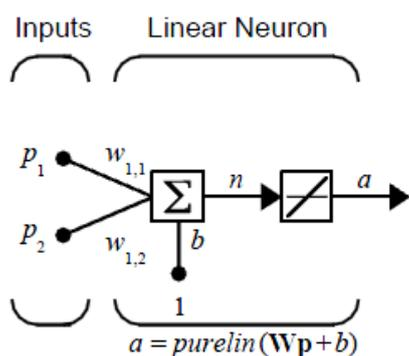 Inputs Linear Neuron
p1 w1,1 n a
Σ
p2 w1,2 b
1
a = purelin(Wp+b)